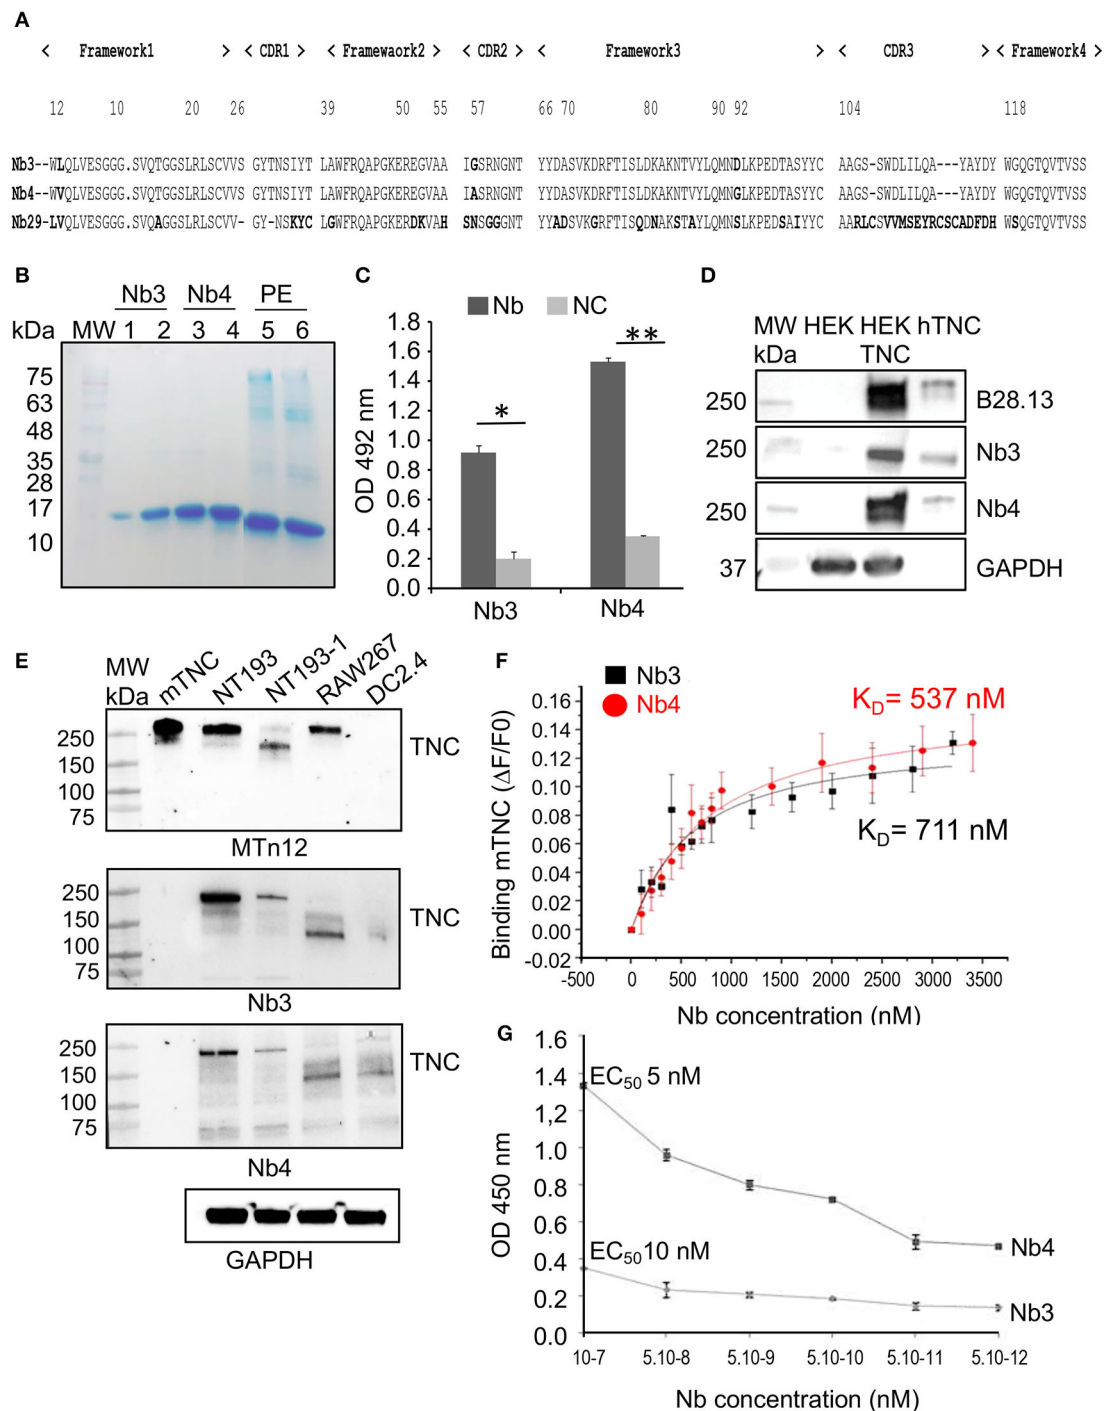 A
< Framework1 > < CDR1 > < Framewaork2 > < CDR2 > < Framework3 > < CDR3 > < Framework4 >
12 10 20 26 39 50 55 57 66 70 80 90 92 104 118
Nb3--WLQLVESGGG.SVQTGGSLRLSCVVS GYTNSIYT LAWFRQAPGKEREGVAA IGSRNGNT YYDASVKDRFTISLDKAKNTVYLQMNDLKPEDTASYYC AAGS-SWDLILQA---YAYDY WGQGTQVTVSS
Nb4--WVQLVESGGG.SVQTGGSLRLSCVVS GYTNSIYT LAWFRQAPGKEREGVAA IASRNGNT YYDASVKDRFTISLDKAKNTVYLQMNGLKPEDTASYYC AAGS-SWDLILQA---YAYDY WGQGTQVTVSS
Nb29-LVQLVESGGG.SVQAGGSLRLSCVV- GY-NSKYC LGWFRQAPGKERDKVAH SNSGGGNT YYADSVKGRFTISQDNAKSTAYLQMNSLKPEDTSAIYYC AARLCSVVMSEYRCSCADFDH WSQGTQVTVSS
B
Nb3 Nb4 PE
kDa MW 1 2 3 4 5 6
75
63
48
35
28
17
10
C
Nb NC
OD 492 nm
1.8
1.6
1.4
1.2
1.0
0.8
0.6
0.4
0.2
0.0
*
**
Nb3 Nb4
D
MW HEK HEK hTNC
kDa TNC
250 B28.13
250 Nb3
250 Nb4
37 GAPDH
E
MW kDa mTNC NT193 NT193-1 RAW267 DC2.4
250
150
100
75
TNC
MTn12
250
150
100
75
TNC
Nb3
250
150
100
75
TNC
Nb4
GAPDH
F
Nb3
Nb4
KD= 537 nM
KD= 711 nM
Binding mTNC (ΔF/F0)
0.16
0.14
0.12
0.10
0.08
0.06
0.04
0.02
0.00
-0.02
-500 0 500 1000 1500 2000 2500 3000 3500
Nb concentration (nM)
G
OD 450 nm
1.6
1.4
1,2
1.0
0.8
0.6
0.4
0.2
0.0
EC50 5 nM
EC50 10 nM
Nb4
Nb3
10-7 5.10-8 5.10-9 5.10-10 5.10-11 5.10-12
Nb concentration (nM)